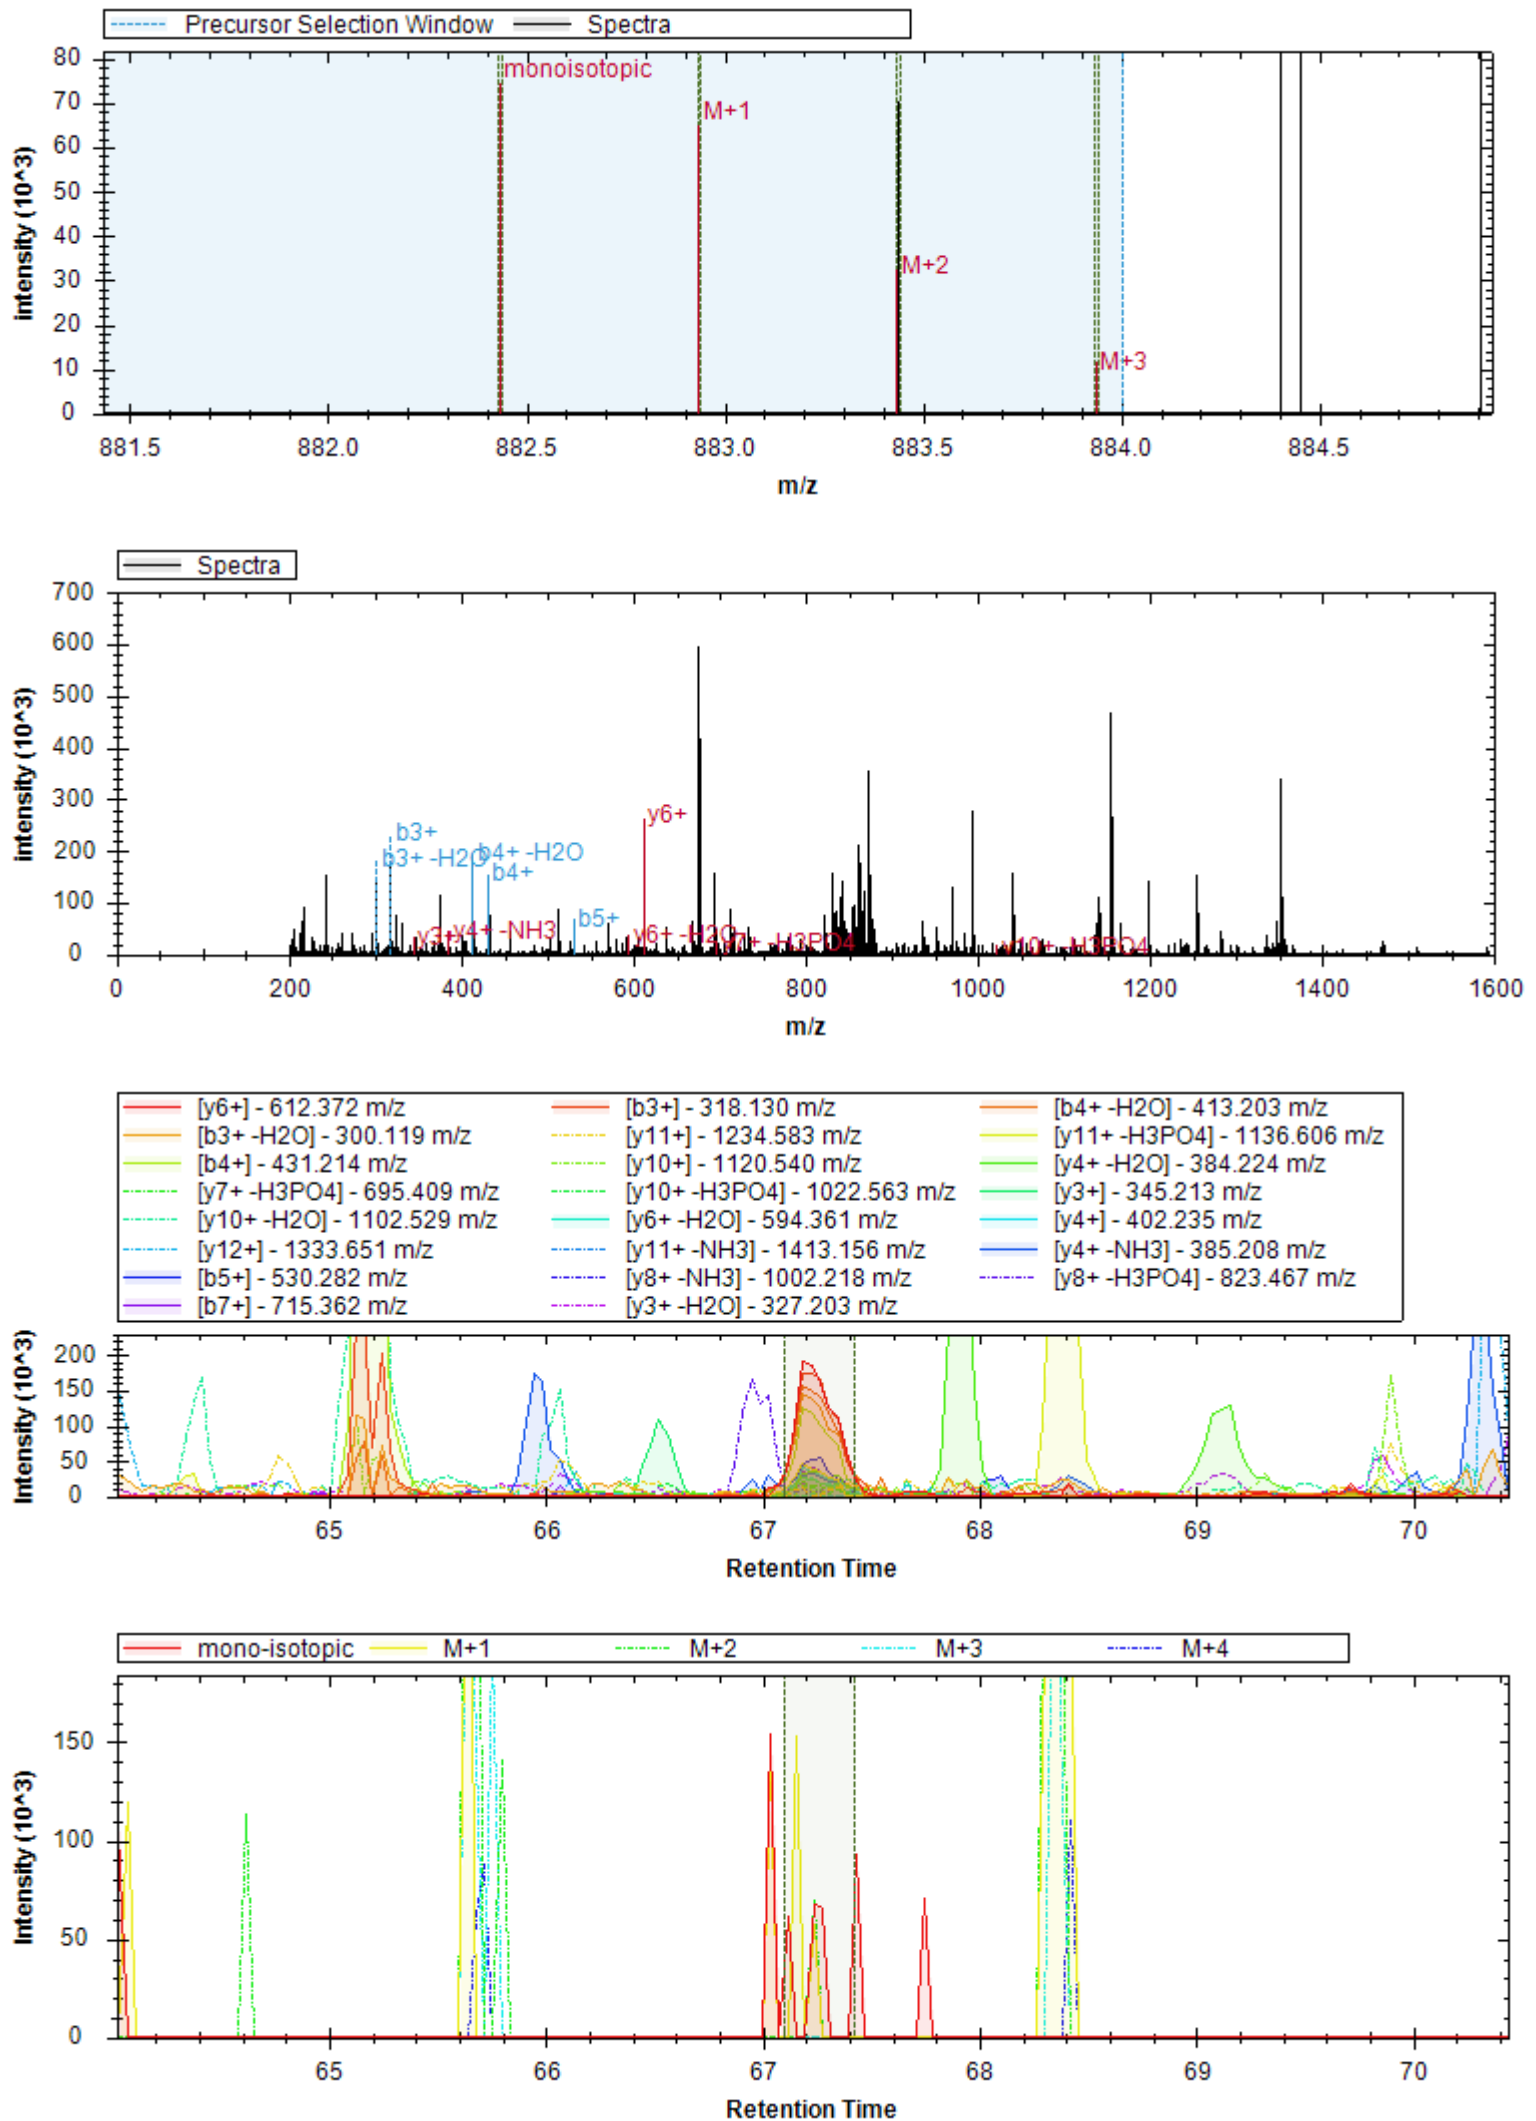 Precursor Selection Window Spectra
80
70
60
50
40
30
20
10
0
intensity (10^3)
monoisotopic
M+1
M+2
M+3
881.5 882.0 882.5 883.0 883.5 884.0 884.5
m/z
Spectra
700
600
500
400
300
200
100
0
intensity (10^3)
b3+
b3+ -H2O
b4+ -H2O
b4+
b5+
y6+
y3+
y4+ -NH3
y6+ -H2O
y7+ -H3PO4
y10+ -H3PO4
0 200 400 600 800 1000 1200 1400 1600
m/z
[y6+] - 612.372 m/z [b3+] - 318.130 m/z [b4+ -H2O] - 413.203 m/z
[b3+ -H2O] - 300.119 m/z [y11+] - 1234.583 m/z [y11+ -H3PO4] - 1136.606 m/z
[b4+] - 431.214 m/z [y10+] - 1120.540 m/z [y4+ -H2O] - 384.224 m/z
[y7+ -H3PO4] - 695.409 m/z [y10+ -H3PO4] - 1022.563 m/z [y3+] - 345.213 m/z
[y10+ -H2O] - 1102.529 m/z [y6+ -H2O] - 594.361 m/z [y4+] - 402.235 m/z
[y12+] - 1333.651 m/z [y11+ -NH3] - 1413.156 m/z [y4+ -NH3] - 385.208 m/z
[b5+] - 530.282 m/z [y8+ -NH3] - 1002.218 m/z [y8+ -H3PO4] - 823.467 m/z
[b7+] - 715.362 m/z [y3+ -H2O] - 327.203 m/z
200
150
100
50
0
Intensity (10^3)
65 66 67 68 69 70
Retention Time
mono-isotopic M+1 M+2 M+3 M+4
150
100
50
0
Intensity (10^3)
65 66 67 68 69 70
Retention Time